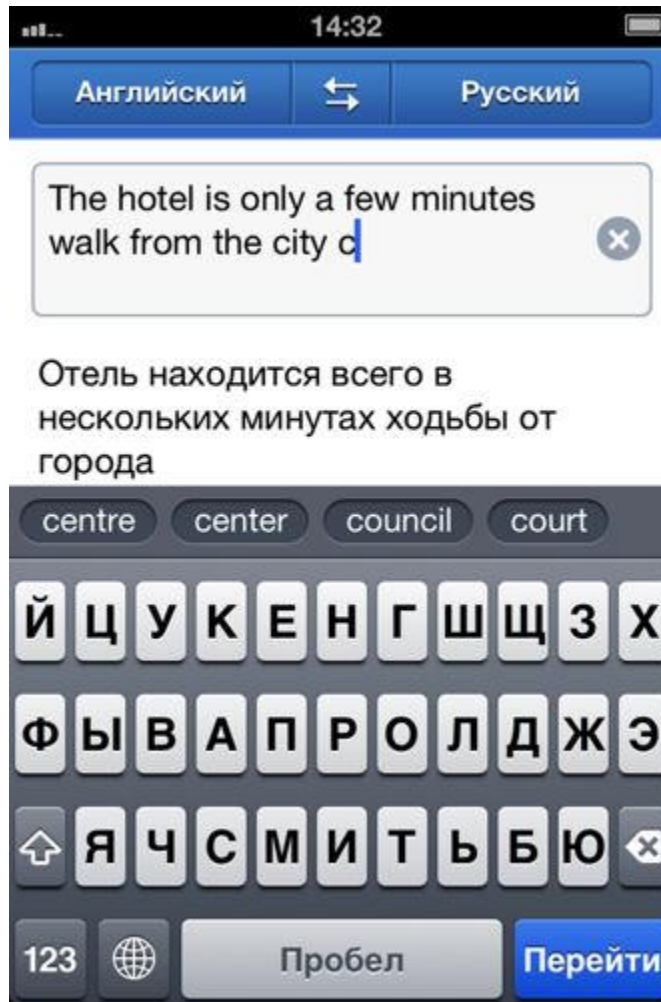 14:32
Английский Русский
The hotel is only a few minutes
walk from the city c
Отель находится всего в
нескольких минутах ходьбы от
города
centre center council court
Й Ц У К Е Н Г Ш Щ З Х
Ф Ы В А П Р О Л Д Ж Э
Я Ч С М И Т Ь Б Ю
123 Пробел Перейти